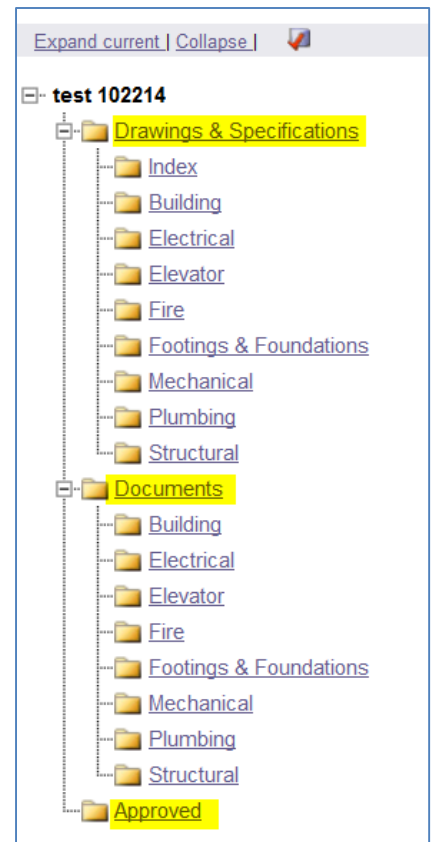 Expand current | Collapse |
test 102214
Drawings & Specifications
Index
Building
Electrical
Elevator
Fire
Footings & Foundations
Mechanical
Plumbing
Structural
Documents
Building
Electrical
Elevator
Fire
Footings & Foundations
Mechanical
Plumbing
Structural
Approved